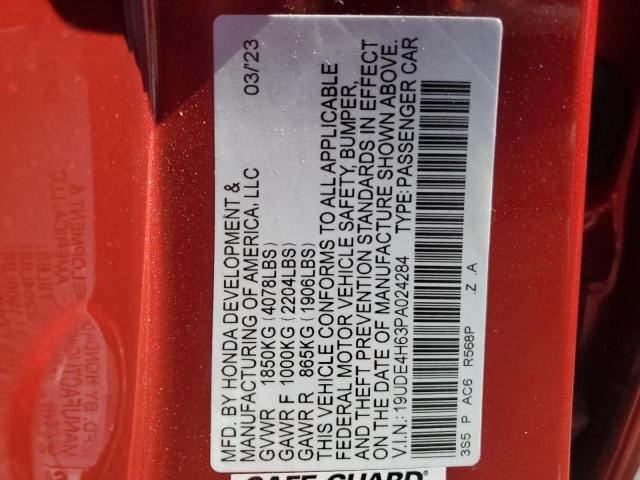 MFD. BY HONDA DEVELOPMENT & 03/'23
MANUFACTURING OF AMERICA, LLC
GVWR 1850KG (4078LBS)
GAWR F 1000KG (2204LBS)
GAWR R 865KG (1906LBS)
THIS VEHICLE CONFORMS TO ALL APPLICABLE
FEDERAL MOTOR VEHICLE SAFETY, BUMPER,
AND THEFT PREVENTION STANDARDS IN EFFECT
ON THE DATE OF MANUFACTURE SHOWN ABOVE.
V.I.N.: 19UDE4H63PA024284 TYPE: PASSENGER CAR
3S5 P AC6 R568P .Z .A
SAFE-GUARD®